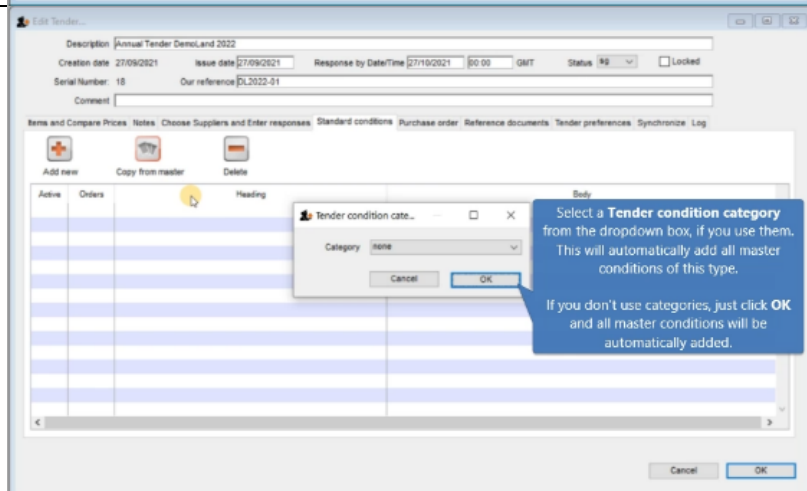 Edit Tender...
Description Annual Tender DemoLand 2022
Creation date 27/09/2021 Issue date 27/09/2021 Response by Date/Time 27/10/2021 00:00 GMT Status sg Locked
Serial Number: 18 Our reference DL2022-01
Comment
Items and Compare Prices Notes Choose Suppliers and Enter responses Standard conditions Purchase order Reference documents Tender preferences Synchronize Log
Add new Copy from master Delete
Active Orders Heading Body
Tender condition cate...
Category none
Cancel OK
Select a Tender condition category
from the dropdown box, if you use them.
This will automatically add all master
conditions of this type.
If you don't use categories, just click OK
and all master conditions will be
automatically added.
Cancel OK